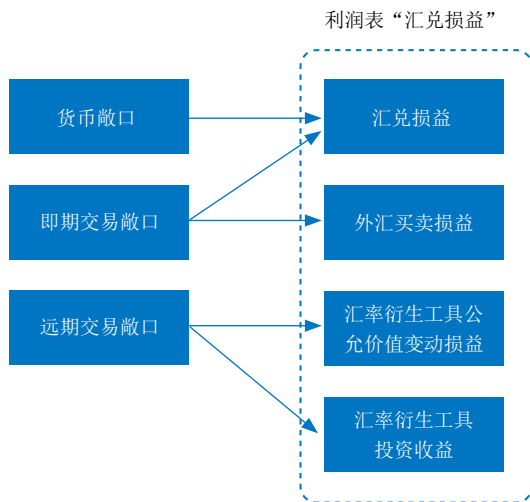 利润表“汇兑损益”
货币敞口
汇兑损益
即期交易敞口
外汇买卖损益
远期交易敞口
汇率衍生工具公
允价值变动损益
汇率衍生工具
投资收益